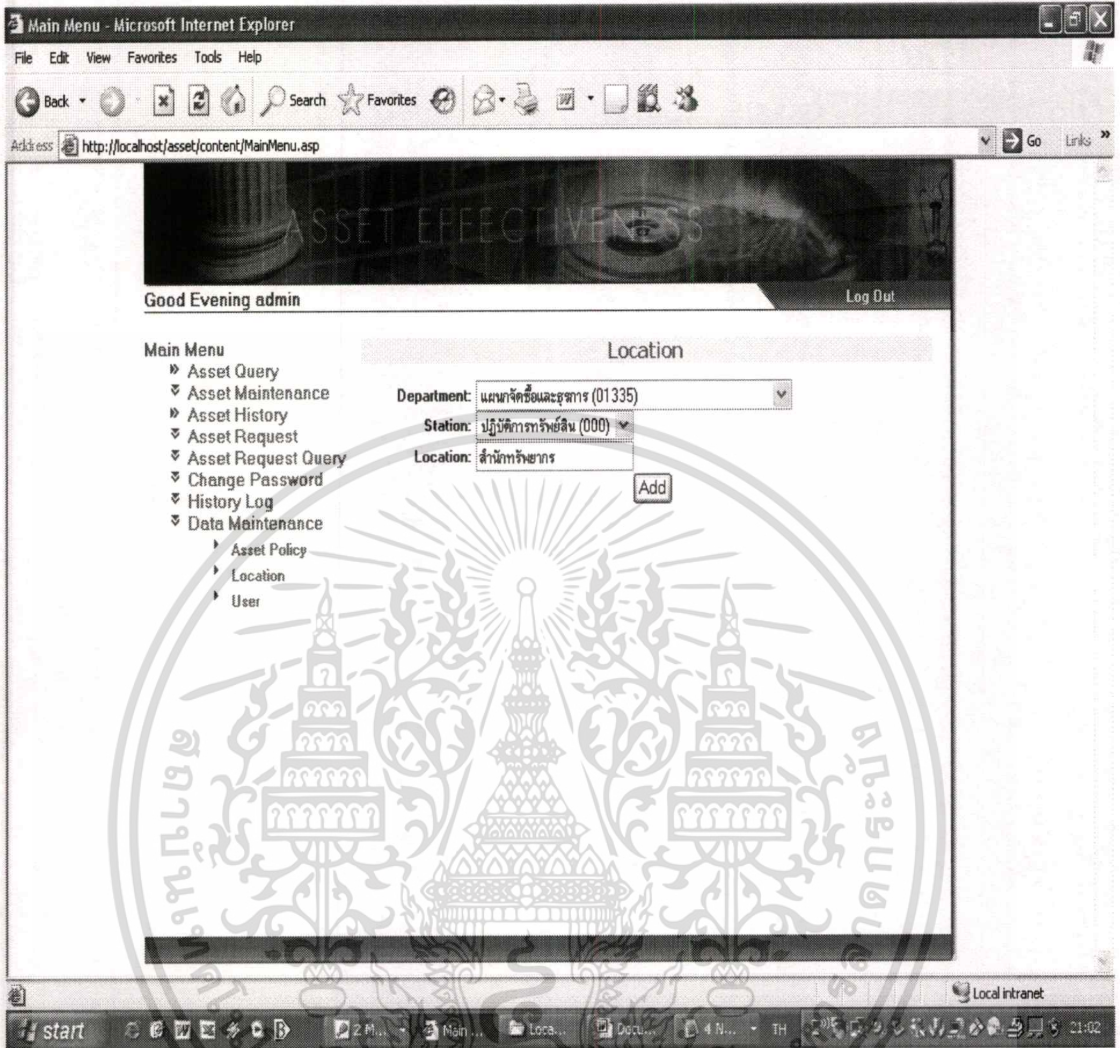 Main Menu - Microsoft Internet Explorer
File Edit View Favorites Tools Help
Back Search Favorites
Address http://localhost/asset/content/MainMenu.asp Go Links »
ASSET EFFECTIVENESS
Good Evening admin Log Out
Main Menu
Asset Query
Asset Maintenance
Asset History
Asset Request
Asset Request Query
Change Password
History Log
Data Maintenance
Asset Policy
Location
User
Location
Department: แผนกจัดซื้อและธุรการ (01335)
Station: ปฏิบัติการทรัพย์สิน (000)
Location: สำนักทรัพยากร
Add
Local intranet
start 2 M... Main ... Loca... Docu... 4 N... TH 21:02